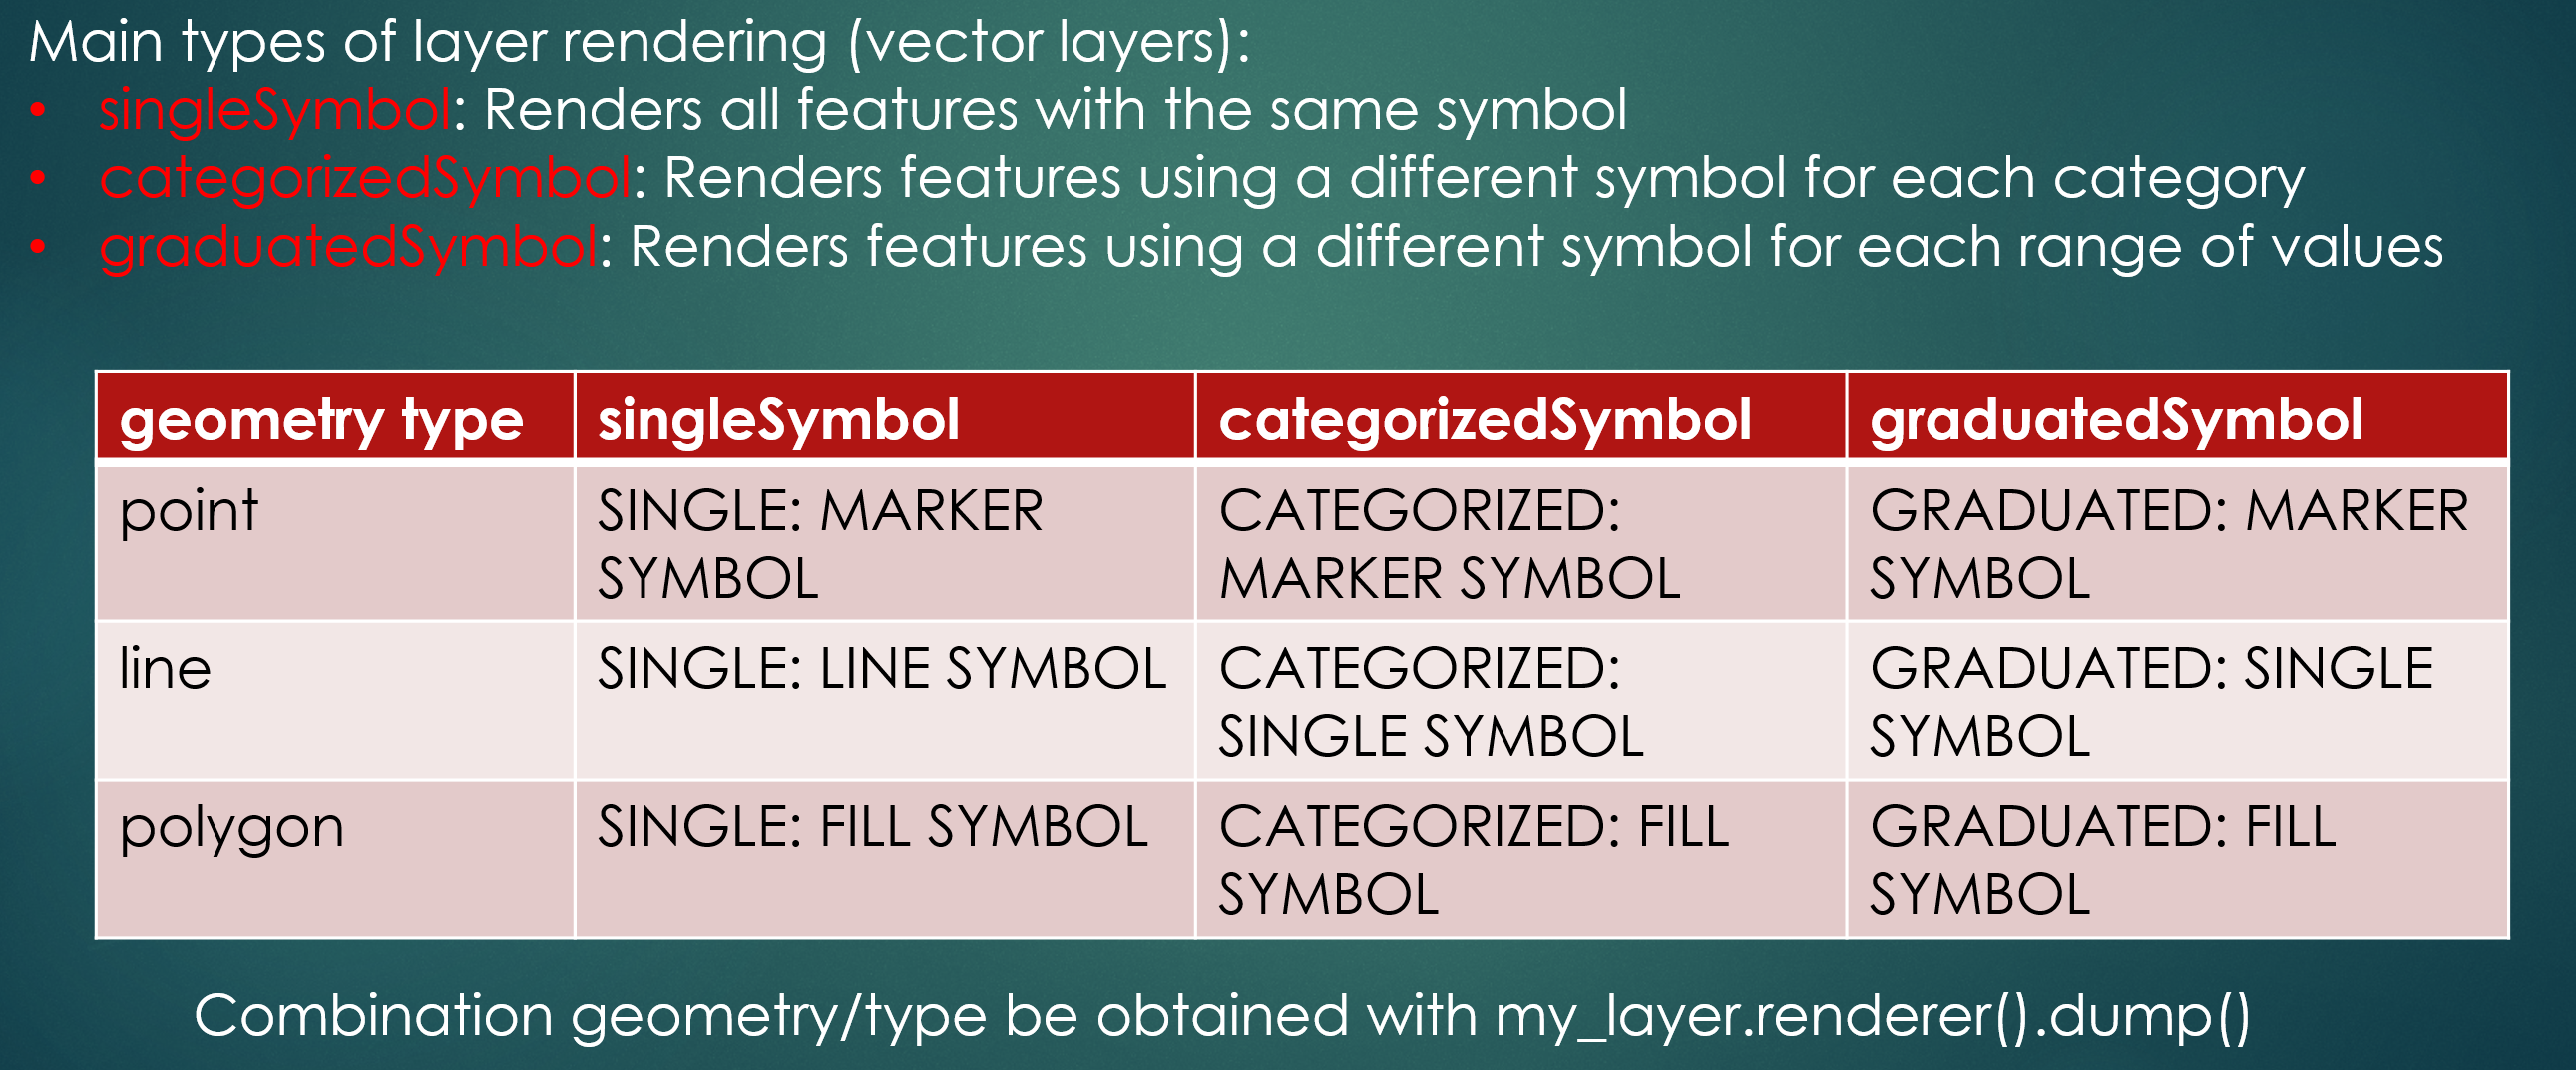 Main types of layer rendering (vector layers):
• singleSymbol: Renders all features with the same symbol
• categorizedSymbol: Renders features using a different symbol for each category
• graduatedSymbol: Renders features using a different symbol for each range of values
geometry type singleSymbol categorizedSymbol graduatedSymbol
point SINGLE: MARKER CATEGORIZED: GRADUATED: MARKER
SYMBOL MARKER SYMBOL SYMBOL
line SINGLE: LINE SYMBOL CATEGORIZED: GRADUATED: SINGLE
SINGLE SYMBOL SYMBOL
polygon SINGLE: FILL SYMBOL CATEGORIZED: FILL GRADUATED: FILL
SYMBOL SYMBOL
Combination geometry/type be obtained with my_layer.renderer().dump()